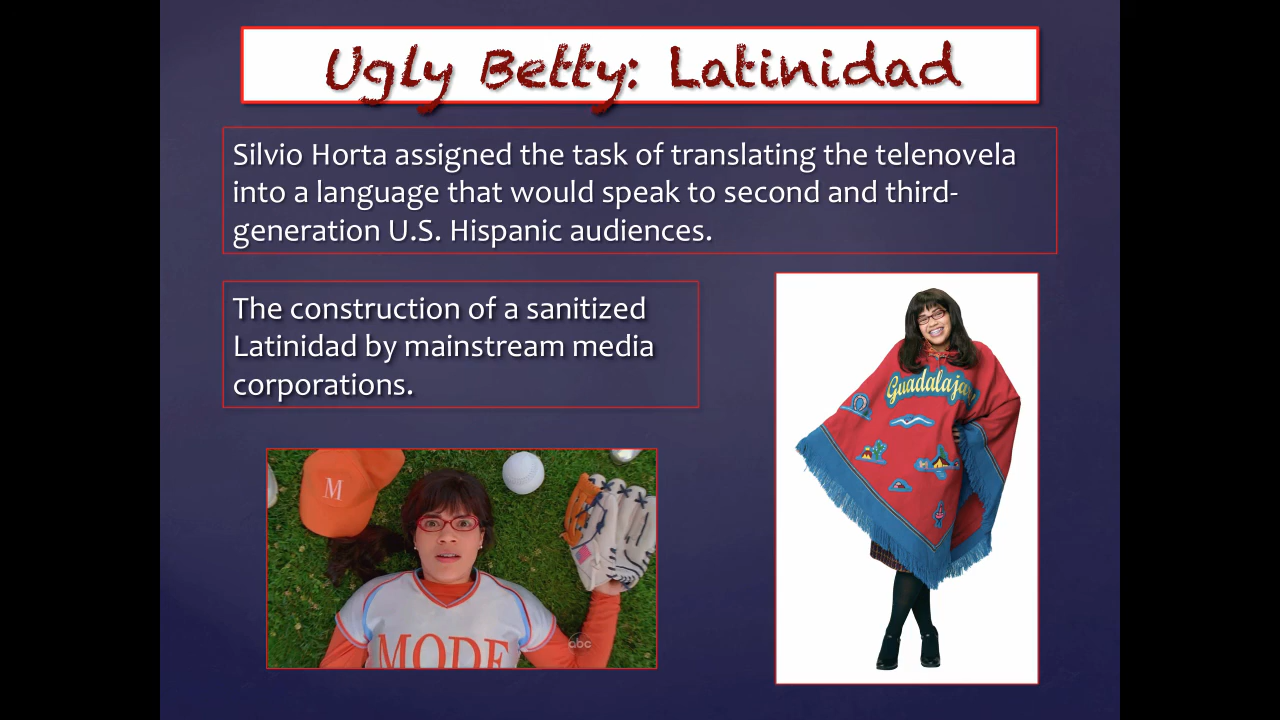 Ugly Betty: Latinidad
Silvio Horta assigned the task of translating the telenovela
into a language that would speak to second and third-
generation U.S. Hispanic audiences.
The construction of a sanitized
Latinidad by mainstream media
corporations.
Guadalajara
M
MODE
abc